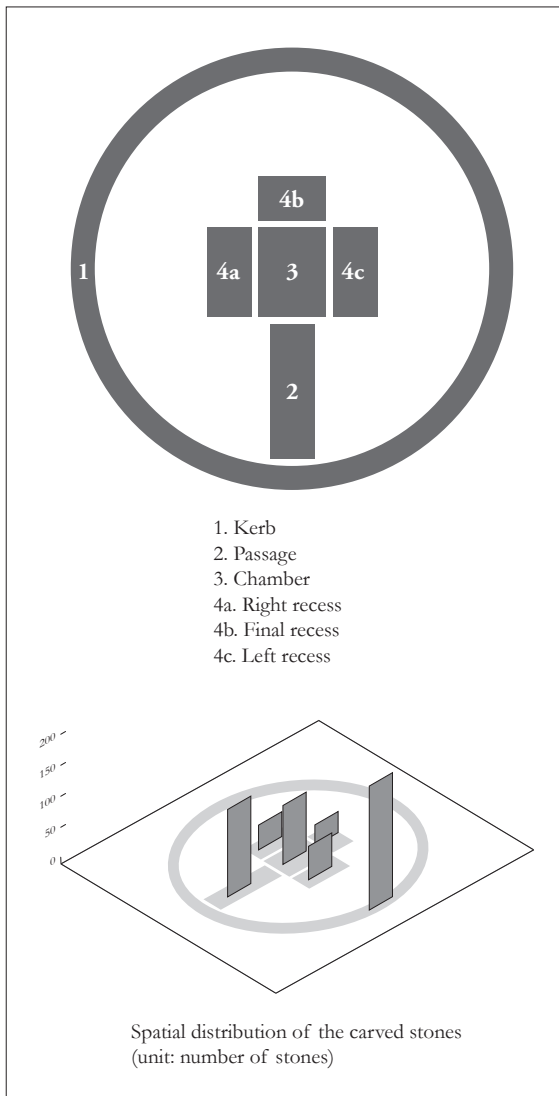 4b
1
4a
3
4c
2
1. Kerb
2. Passage
3. Chamber
4a. Right recess
4b. Final recess
4c. Left recess
200
150
100
50
0
Spatial distribution of the carved stones
(unit: number of stones)